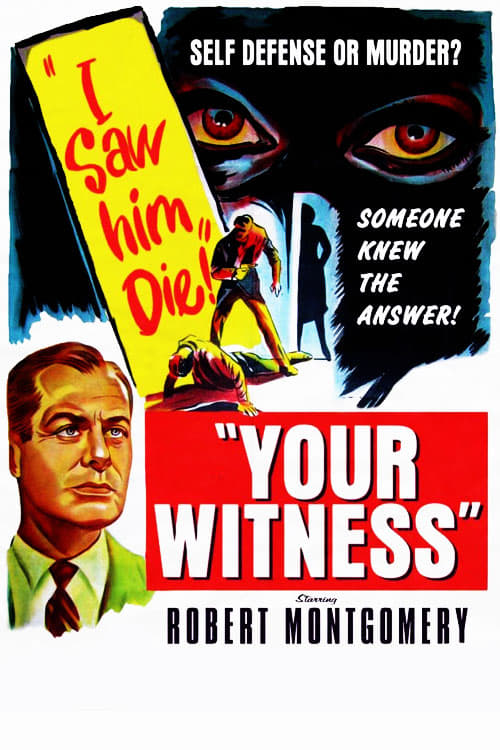 SELF DEFENSE OR MURDER?
"I
Saw
him
Die!"
SOMEONE
KNEW
THE
ANSWER!
"YOUR
WITNESS"
Starring
ROBERT MONTGOMERY